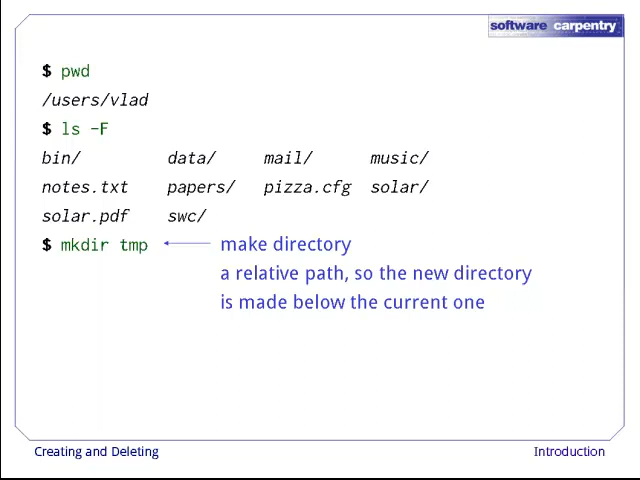 software carpentry
$ pwd
/users/vlad
$ ls -F
bin/ data/ mail/ music/
notes.txt papers/ pizza.cfg solar/
solar.pdf swc/
$ mkdir tmp make directory
a relative path, so the new directory
is made below the current one
Creating and Deleting Introduction